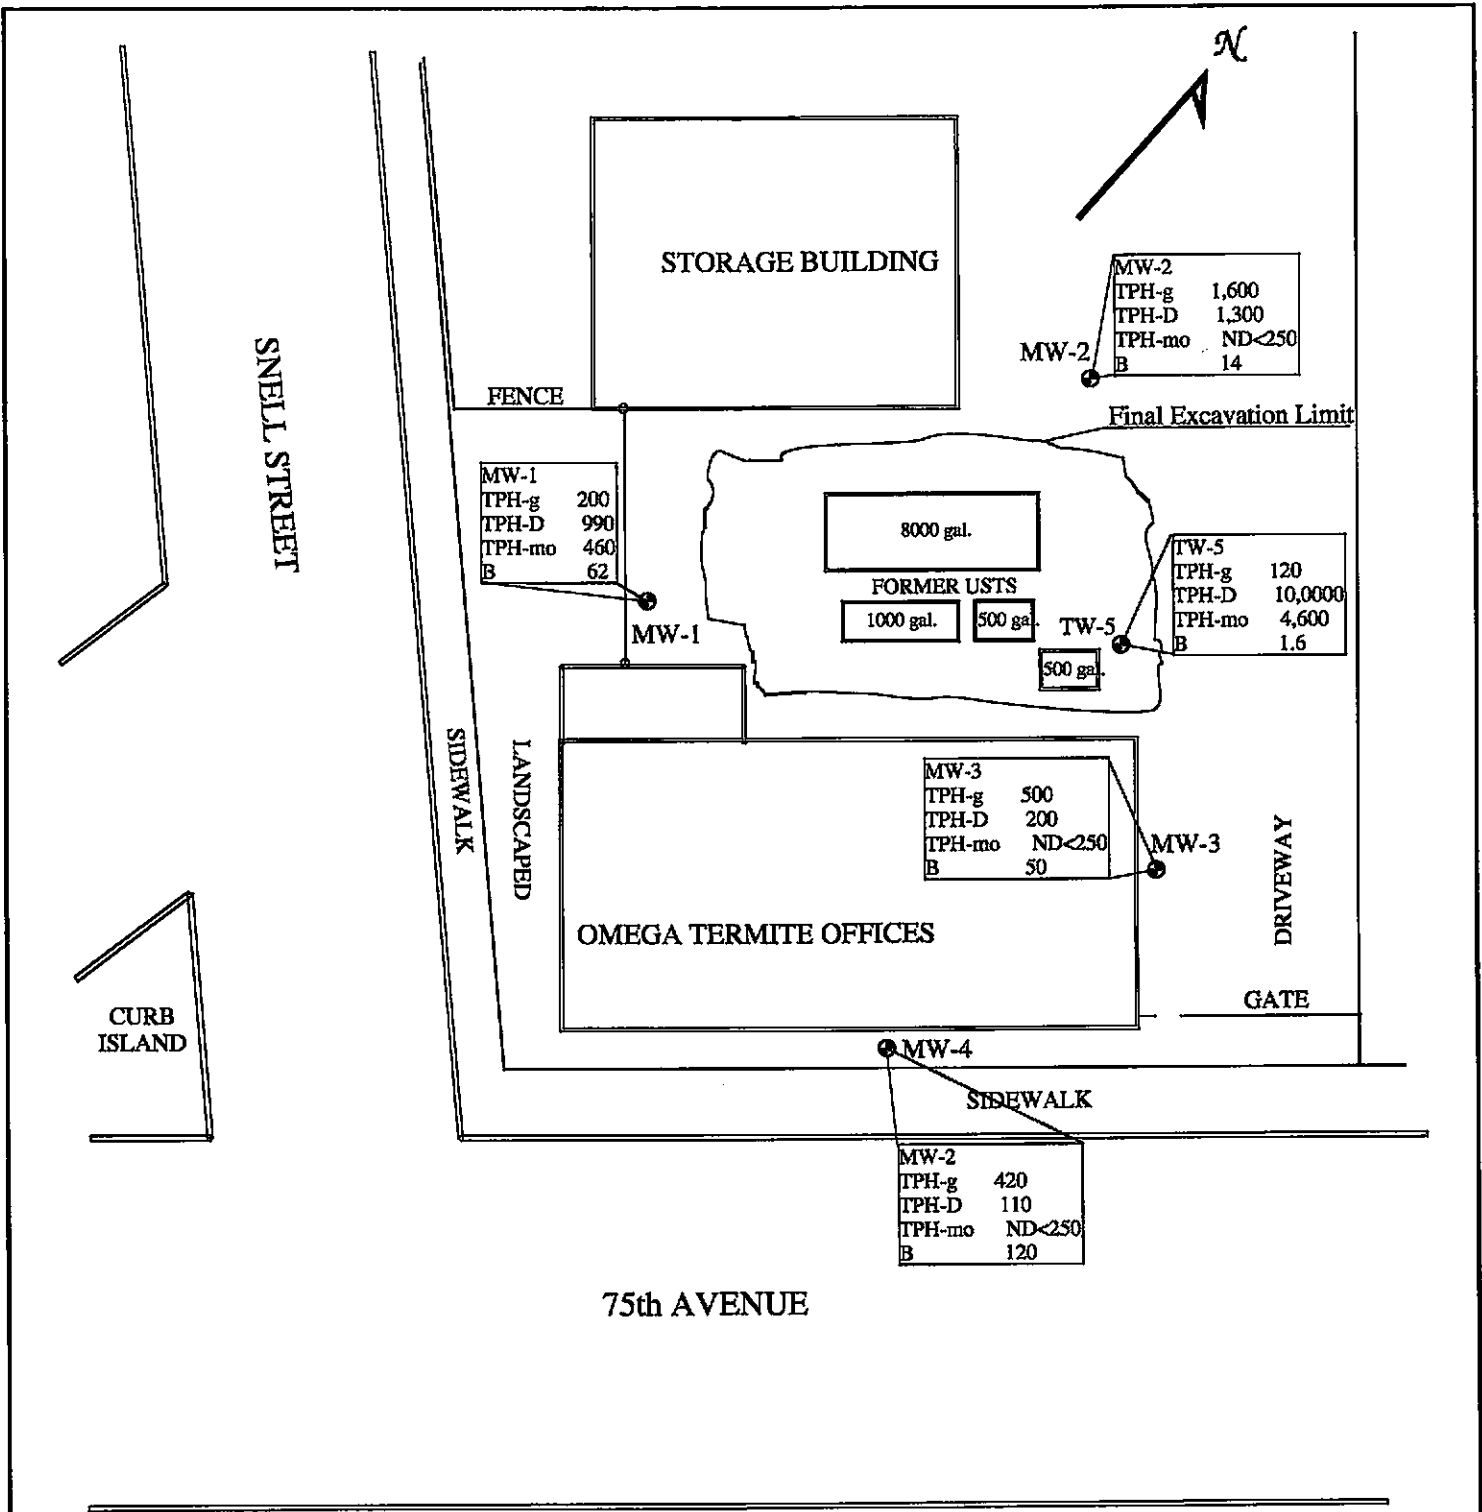 N
STORAGE BUILDING
MW-2
TPH-g 1,600
TPH-D 1,300
TPH-mo ND<250
B 14
MW-2
SNELL STREET
FENCE
Final Excavation Limit
MW-1
TPH-g 200
TPH-D 990
TPH-mo 460
B 62
MW-1
8000 gal.
FORMER USTS
1000 gal.
500 gal.
500 gal.
TW-5
TW-5
TPH-g 120
TPH-D 10,0000
TPH-mo 4,600
B 1.6
SIDEWALK
LANDSCAPED
MW-3
TPH-g 500
TPH-D 200
TPH-mo ND<250
B 50
MW-3
DRIVEWAY
OMEGA TERMITE OFFICES
GATE
CURB
ISLAND
MW-4
SIDEWALK
MW-2
TPH-g 420
TPH-D 110
TPH-mo ND<250
B 120
75th AVENUE